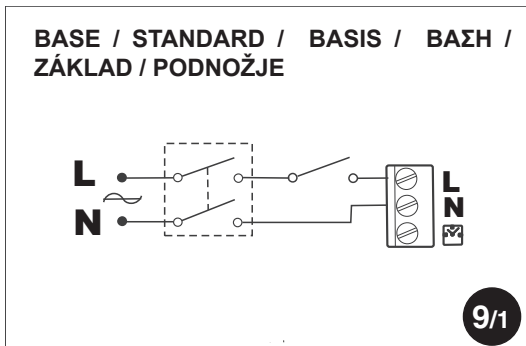 BASE / STANDARD / BASIS / ΒΑΣΗ /
ZÁKLAD / PODNOŽJE
L
N
L
N
9/1